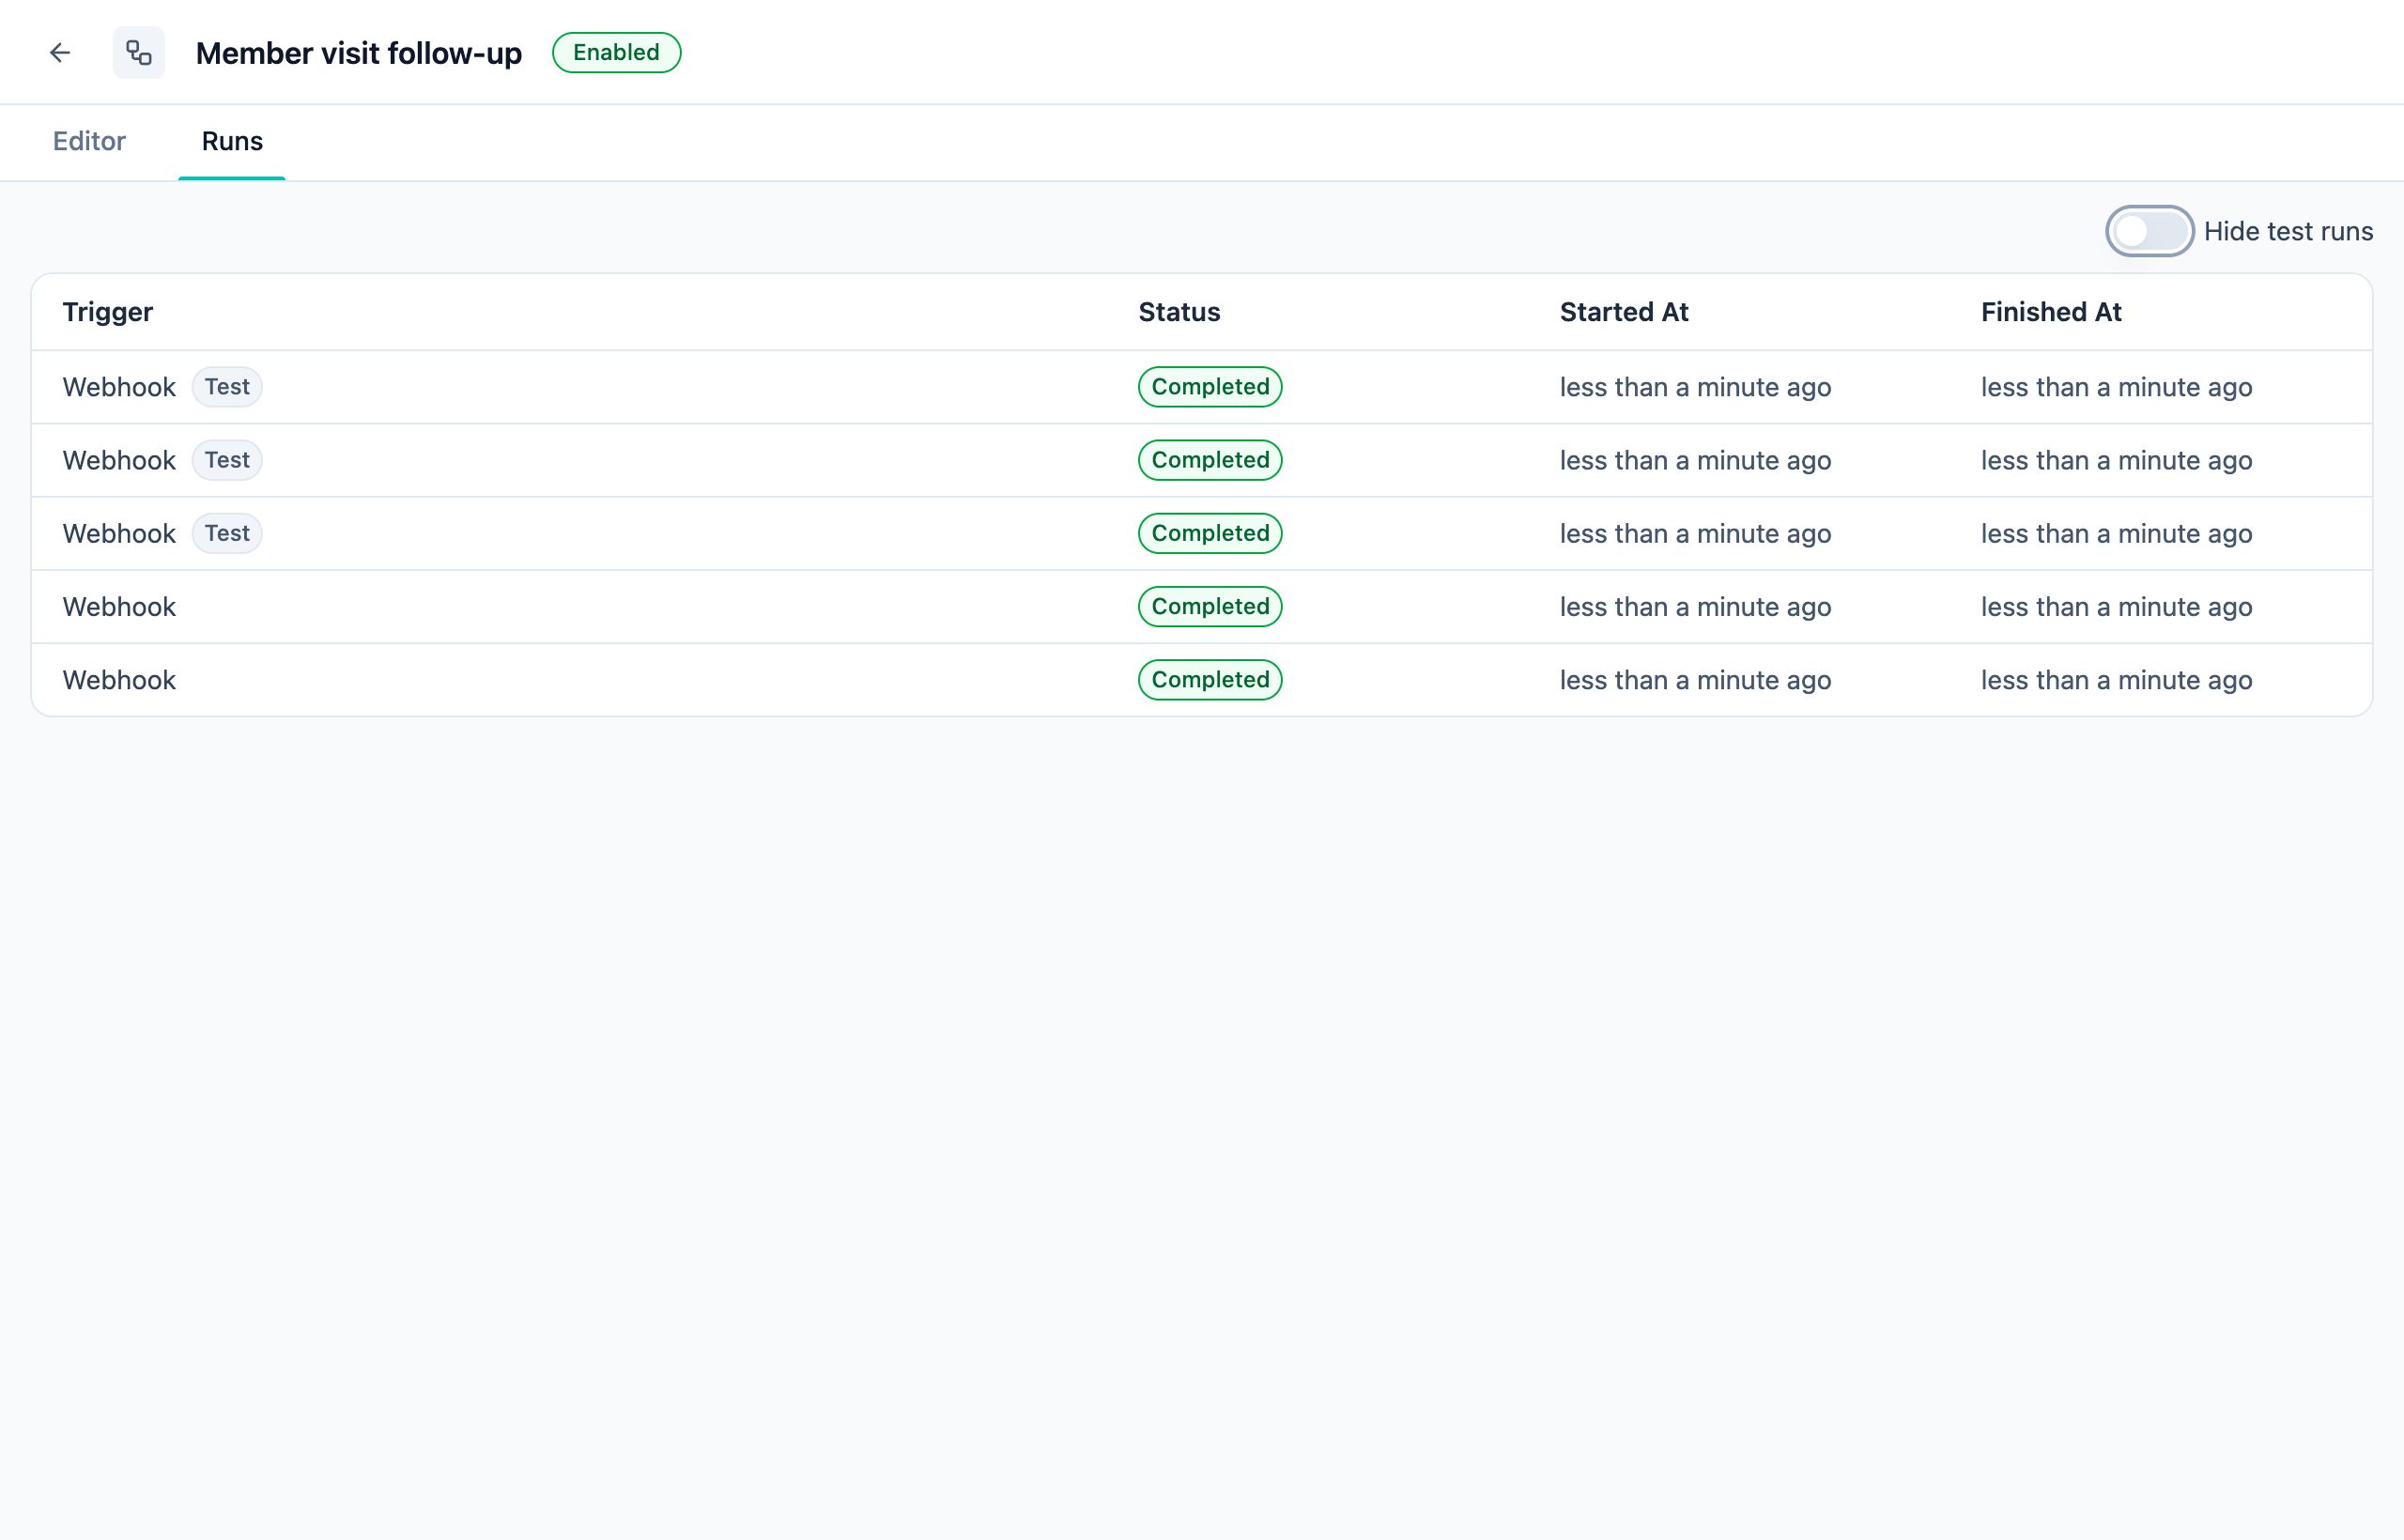 Member visit follow-up Enabled
Editor Runs
Hide test runs
Trigger Status Started At Finished At
Webhook Test Completed less than a minute ago less than a minute ago
Webhook Test Completed less than a minute ago less than a minute ago
Webhook Test Completed less than a minute ago less than a minute ago
Webhook Completed less than a minute ago less than a minute ago
Webhook Completed less than a minute ago less than a minute ago